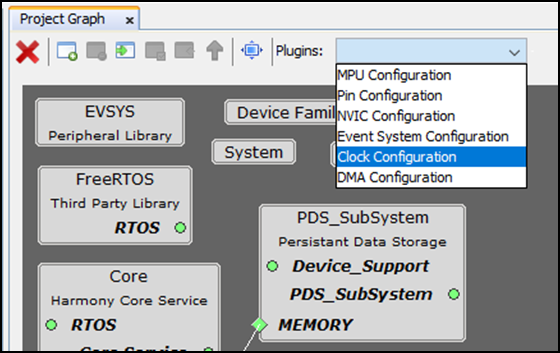 Project Graph
Plugins:
MPU Configuration
Pin Configuration
NVIC Configuration
Event System Configuration
Clock Configuration
DMA Configuration
EVSYS
Peripheral Library
Device Famil
System
FreeRTOS
Third Party Library
RTOS
PDS_SubSystem
Persistant Data Storage
Device_Support
PDS_SubSystem
MEMORY
Core
Harmony Core Service
RTOS
Core Service